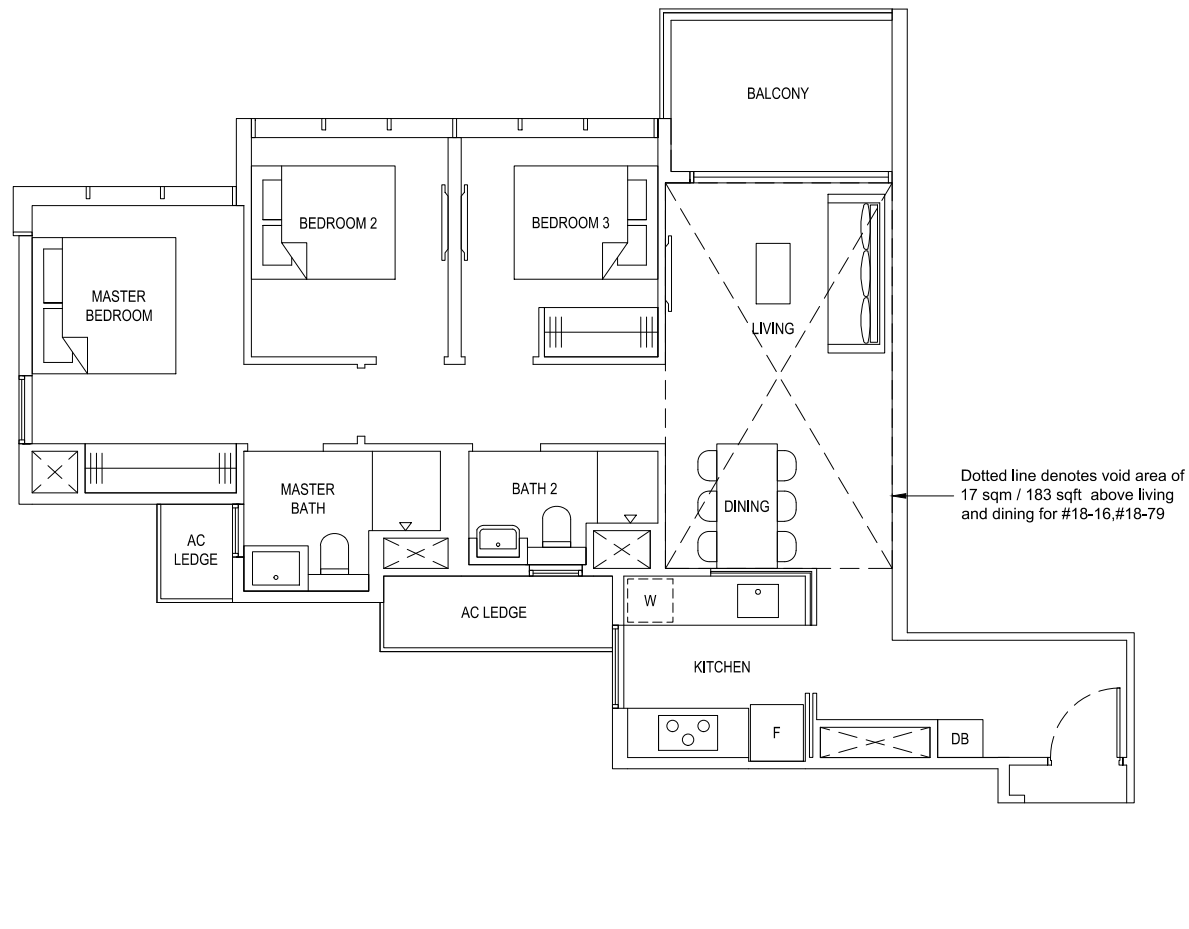 BALCONY
BEDROOM 2
BEDROOM 3
MASTER
BEDROOM
LIVING
Dotted line denotes void area of
17 sqm / 183 sqft above living
and dining for #18-16,#18-79
MASTER
BATH
BATH 2
DINING
AC
LEDGE
AC LEDGE
W
KITCHEN
F
DB